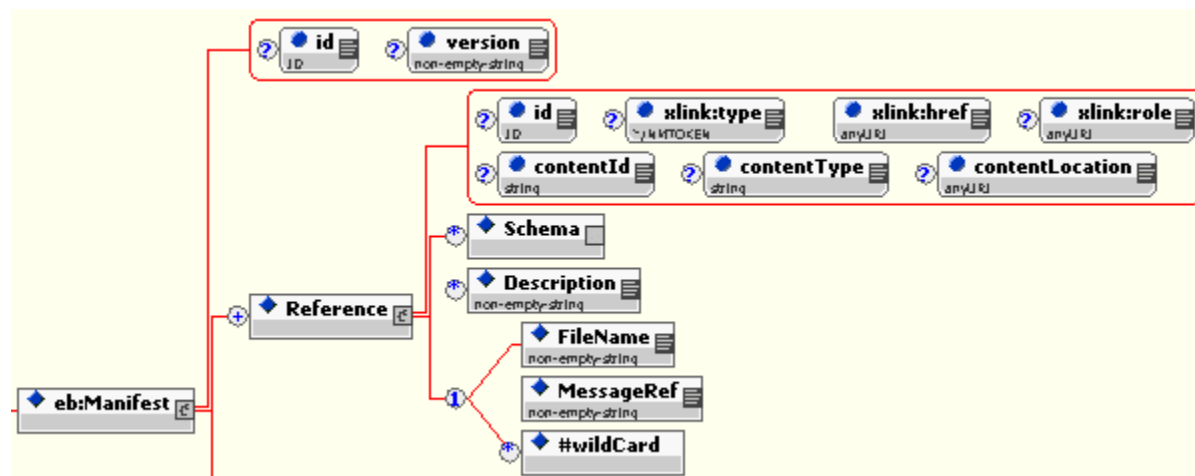 ? id ? version
ID non-empty-string
? id ? xlink:type xlink:href ? xlink:role
ID NMTOKEN anyURI anyURI
? contentId ? contentType ? contentLocation
string string anyURI
* Schema
* Description
non-empty-string
+ Reference
FileName
non-empty-string
MessageRef
non-empty-string
1
eb:Manifest
* #wildCard